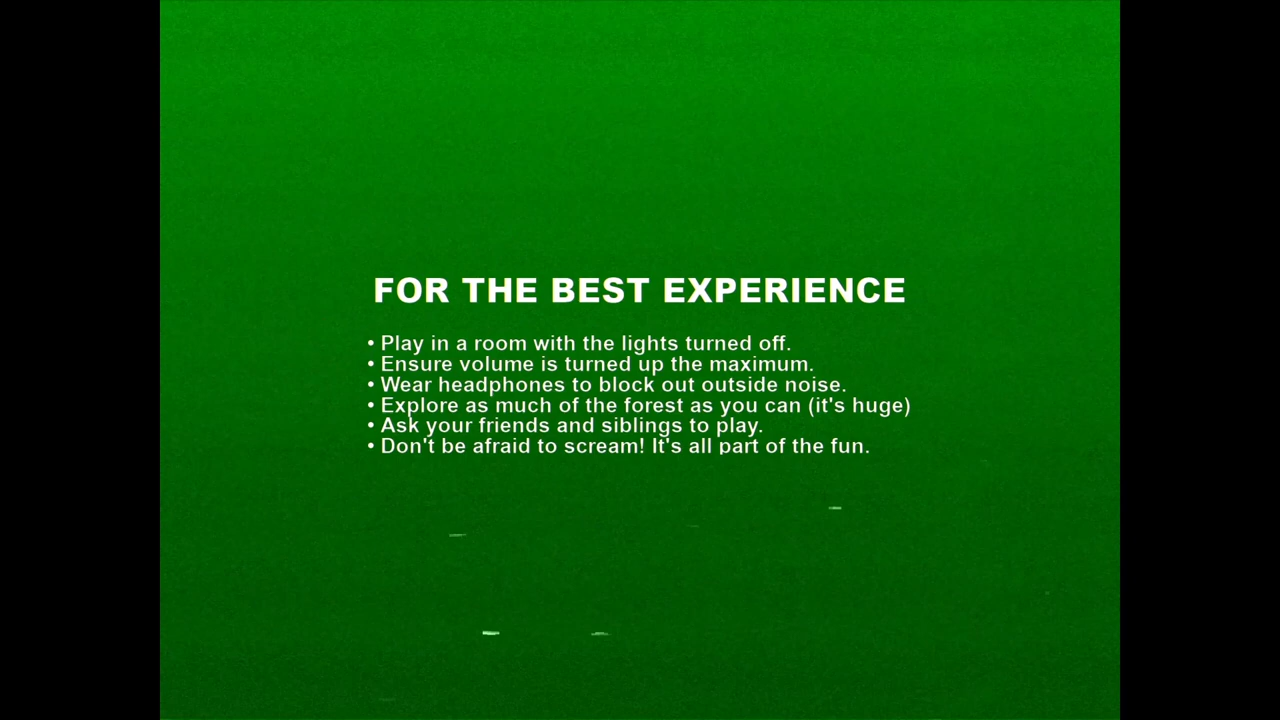 FOR THE BEST EXPERIENCE
• Play in a room with the lights turned off.
• Ensure volume is turned up the maximum.
• Wear headphones to block out outside noise.
• Explore as much of the forest as you can (it's huge)
• Ask your friends and siblings to play.
• Don't be afraid to scream! It's all part of the fun.